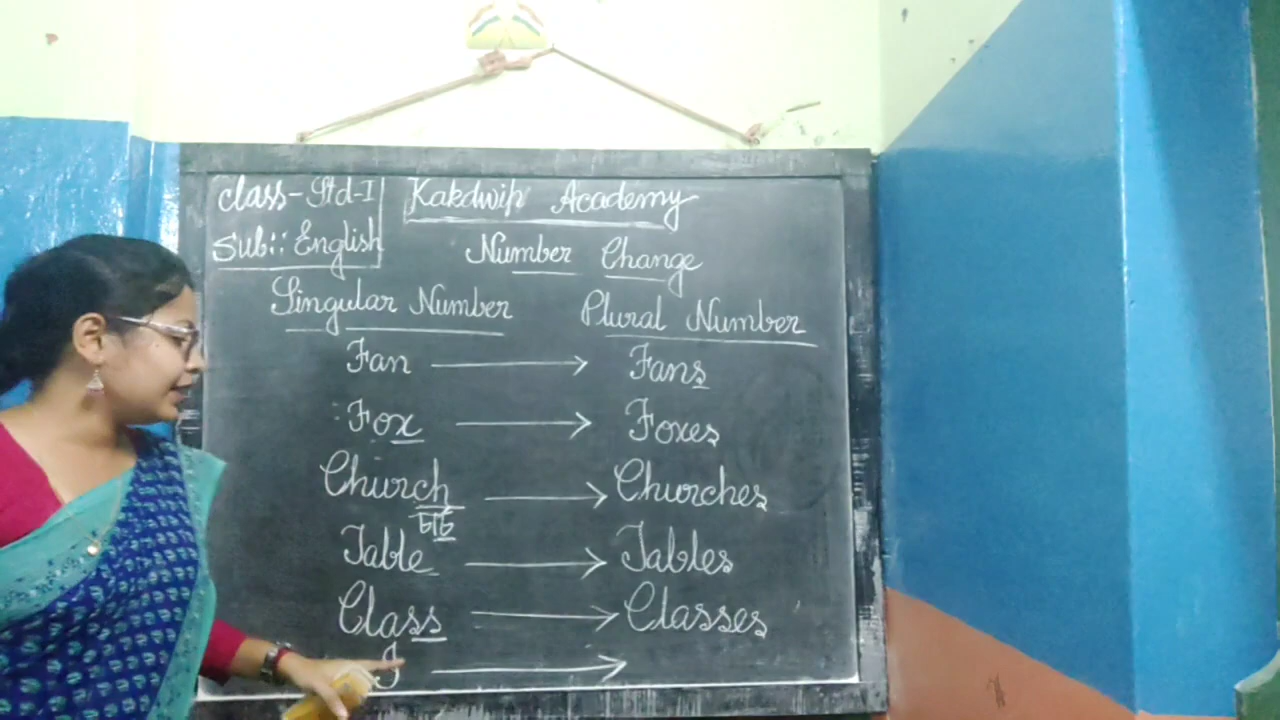 Class-Std-I Kakdwip Academy
Sub:: English Number Change
Singular Number Plural Number
Fan → Fans
Fox → Foxes
Church → Churches
চার্চ
Table → Tables
Class → Classes
I →